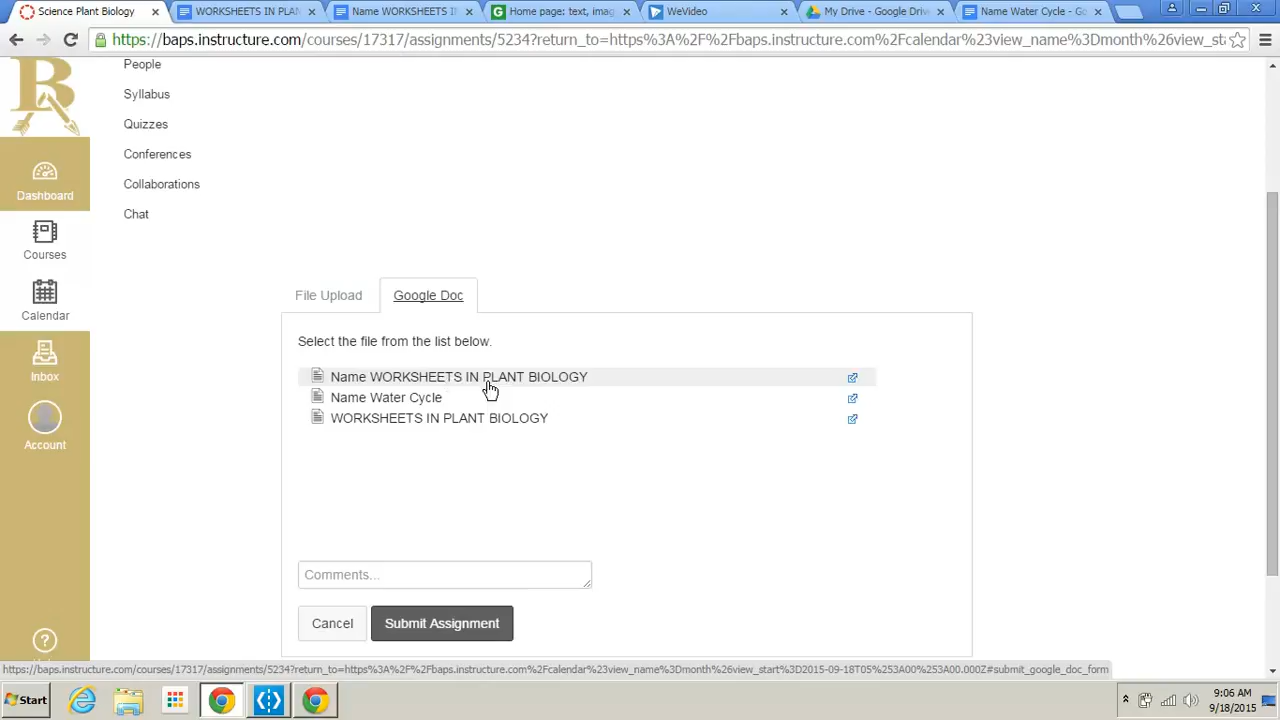 Science Plant Biology
WORKSHEETS IN PLAN
Name WORKSHEETS I
Home page: text, imag
WeVideo
My Drive - Google Driv
Name Water Cycle - Go
https://baps.instructure.com/courses/17317/assignments/5234?return_to=https%3A%2F%2Fbaps.instructure.com%2Fcalendar%23view_name%3Dmonth%26view_sta
B
People
Syllabus
Quizzes
Conferences
Collaborations
Chat
Dashboard
Courses
Calendar
Inbox
Account
File Upload
Google Doc
Select the file from the list below.
Name WORKSHEETS IN PLANT BIOLOGY
Name Water Cycle
WORKSHEETS IN PLANT BIOLOGY
Comments...
Cancel
Submit Assignment
https://baps.instructure.com/courses/17317/assignments/5234?return_to=https%3A%2F%2Fbaps.instructure.com%2Fcalendar%23view_name%3Dmonth%26view_start%3D2015-09-18T05%253A00%253A00.000Z#submit_google_doc_form
Start
9:06 AM
9/18/2015